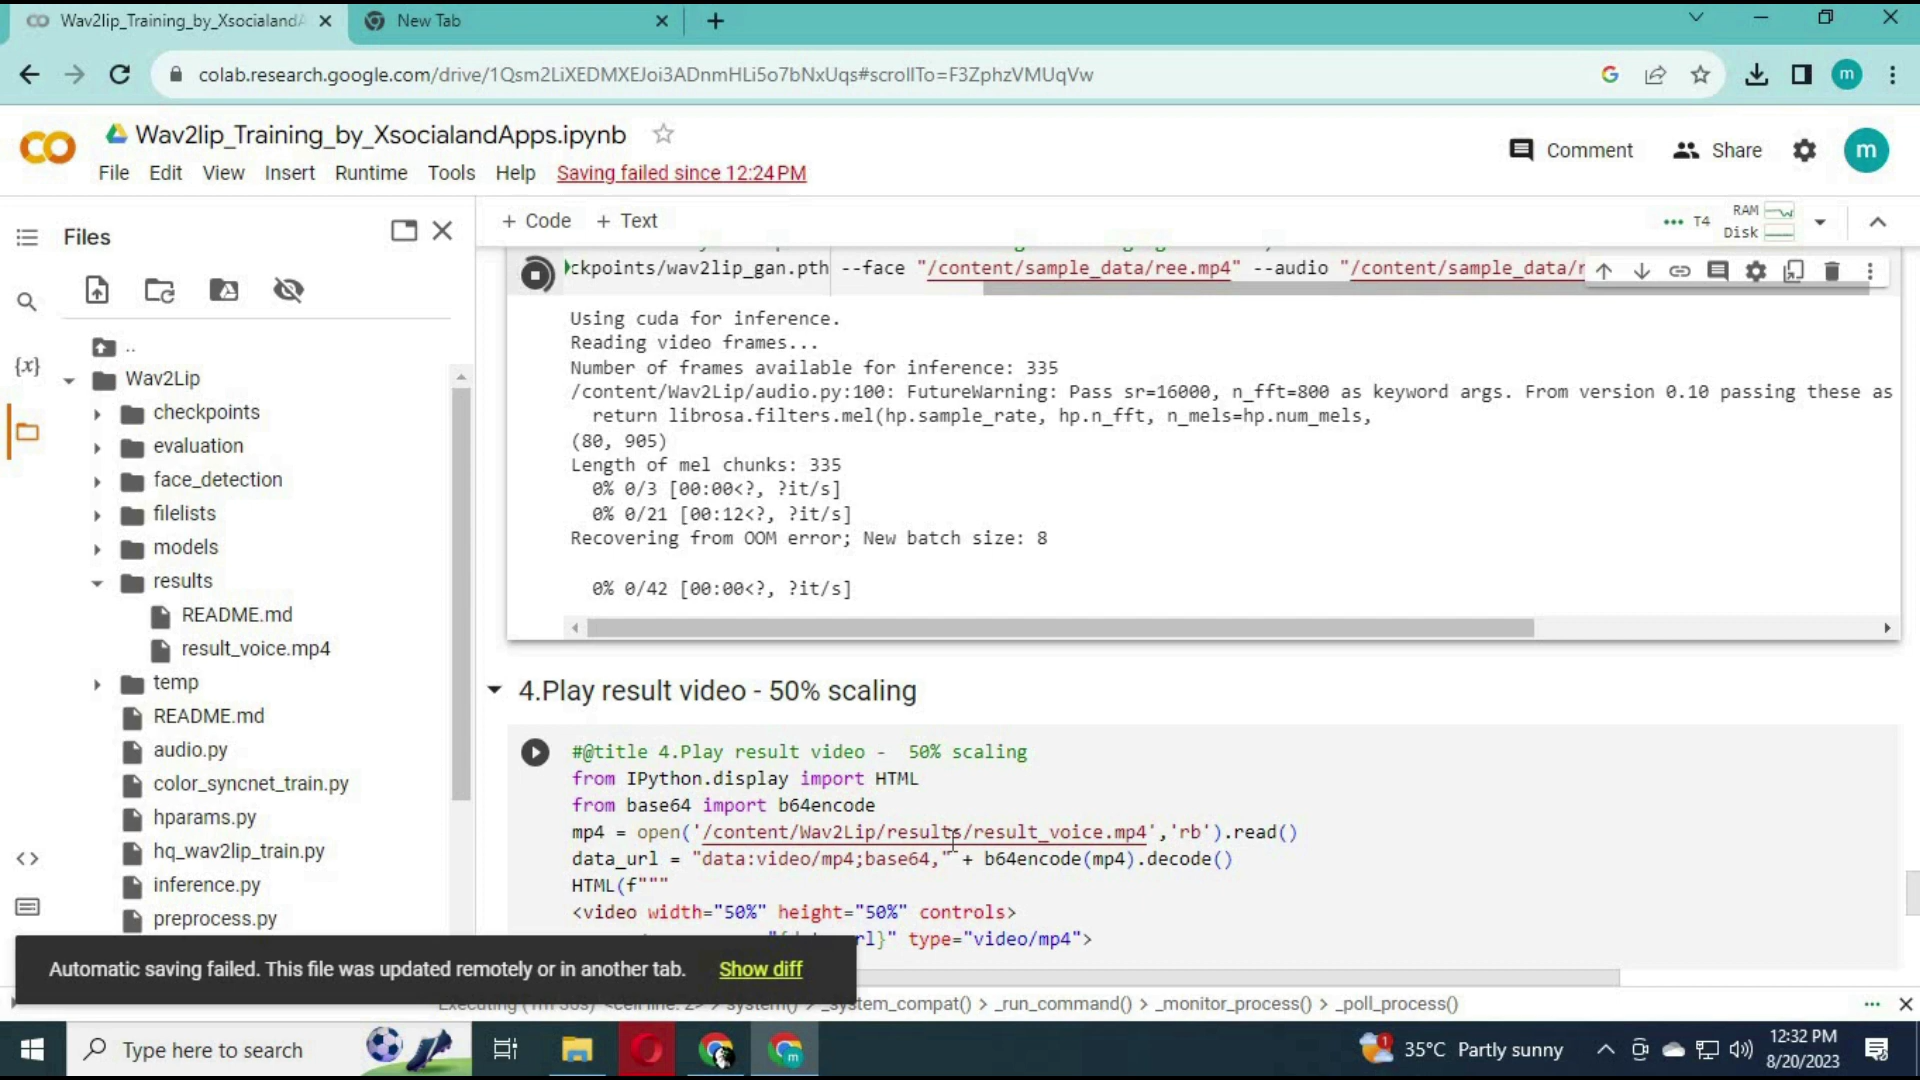 Wav2lip_Training_by_Xsocialand
New Tab
colab.research.google.com/drive/1Qsm2LiXEDMXEJoi3ADnmHLi5o7bNxUqs#scrollTo=F3ZphzVMUqVw
m
Wav2lip_Training_by_XsocialandApps.ipynb
Comment
Share
m
File Edit View Insert Runtime Tools Help Saving failed since 12:24 PM
Files
+ Code + Text
T4
RAM
Disk
ckpoints/wav2lip_gan.pth --face "/content/sample_data/ree.mp4" --audio "/content/sample_data/r
Using cuda for inference.
Reading video frames...
Number of frames available for inference: 335
/content/Wav2Lip/audio.py:100: FutureWarning: Pass sr=16000, n_fft=800 as keyword args. From version 0.10 passing these as
return librosa.filters.mel(hp.sample_rate, hp.n_fft, n_mels=hp.num_mels,
(80, 905)
Length of mel chunks: 335
0% 0/3 [00:00<?, ?it/s]
0% 0/21 [00:12<?, ?it/s]
Recovering from OOM error; New batch size: 8
0% 0/42 [00:00<?, ?it/s]
{x}
..
Wav2Lip
checkpoints
evaluation
face_detection
filelists
models
results
README.md
result_voice.mp4
temp
README.md
audio.py
color_syncnet_train.py
hparams.py
hq_wav2lip_train.py
inference.py
preprocess.py
4.Play result video - 50% scaling
#@title 4.Play result video -  50% scaling
from IPython.display import HTML
from base64 import b64encode
mp4 = open('/content/Wav2Lip/results/result_voice.mp4','rb').read()
data_url = "data:video/mp4;base64," + b64encode(mp4).decode()
HTML(f"""
<video width="50%" height="50%" controls>
rl}" type="video/mp4">
Automatic saving failed. This file was updated remotely or in another tab. Show diff
_system_compat() > _run_command() > _monitor_process() > _poll_process()
Type here to search
35°C Partly sunny
12:32 PM
8/20/2023